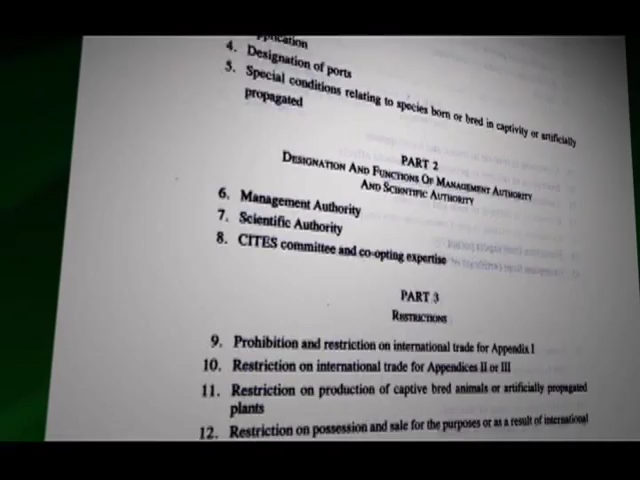 pplication
4. Designation of ports
5. Special conditions relating to species born or bred in captivity or artificially
propagated
PART 2
DESIGNATION AND FUNCTIONS OF MANAGEMENT AUTHORITY
AND SCIENTIFIC AUTHORITY
6. Management Authority
7. Scientific Authority
8. CITES committee and co-opting expertise
PART 3
RESTRICTIONS
9. Prohibition and restriction on international trade for Appendix I
10. Restriction on international trade for Appendices II or III
11. Restriction on production of captive bred animals or artificially propagated
plants
12. Restriction on possession and sale for the purposes or as a result of international